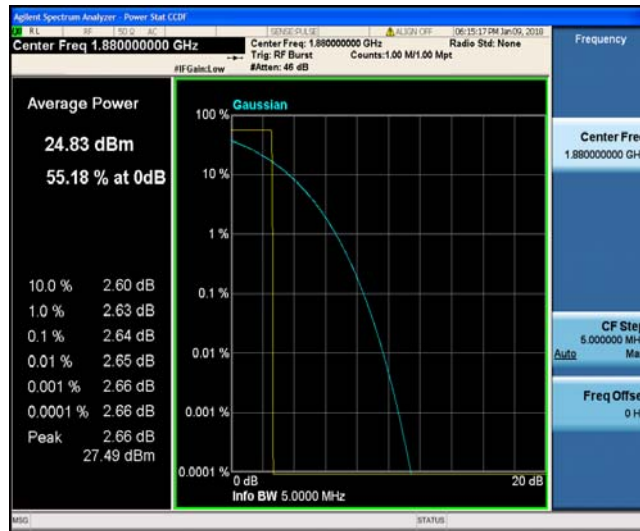 Agilent Spectrum Analyzer - Power Stat CCDF
RL RF 50 Ω AC SENSE:PULSE ALIGN OFF 06:15:17 PM Jan 09, 2018
Center Freq 1.880000000 GHz
Center Freq: 1.880000000 GHz Radio Std: None
Trig: RF Burst Counts:1.00 M/1.00 Mpt
#IFGain:Low #Atten: 46 dB
Frequency
Average Power
24.83 dBm
55.18 % at 0dB
10.0 % 2.60 dB
1.0 % 2.63 dB
0.1 % 2.64 dB
0.01 % 2.65 dB
0.001 % 2.66 dB
0.0001 % 2.66 dB
Peak 2.66 dB
27.49 dBm
Gaussian
100 %
10 %
1 %
0.1 %
0.01 %
0.001 %
0.0001 %
0 dB 20 dB
Info BW 5.0000 MHz
Center Fre
1.880000000 GH
CF Step
5.000000 MH
Auto Ma
Freq Offse
0 H
MSG STATUS